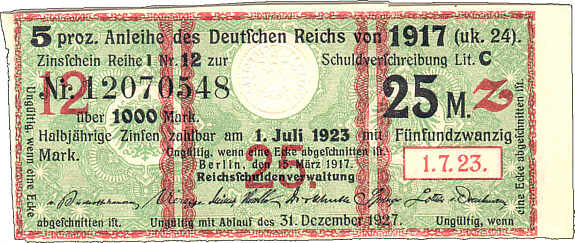 5 proz. Anleihe des Deutſchen Reichs von 1917 (uk. 24).
Zinsſchein Reihe I Nr. 12 zur Schuldverſchreibung Lit. C
Nr. 12070548 25 M. Z
12
über 1000 Mark.
Halbjährige Zinſen zahlbar am 1. Juli 1923 mit Fünfundzwanzig
Mark. Ungültig, wenn eine Ecke abgeſchnitten iſt.
Berlin, den 15. März 1917.
25.
1.7.23.
Reichsſchuldenverwaltung
abgeſchnitten iſt. Ungültig mit Ablauf des 31. Dezember 1927. Ungültig, wenn
Ungültig, wenn eine Ecke
eine Ecke abgeſchnitten iſt.